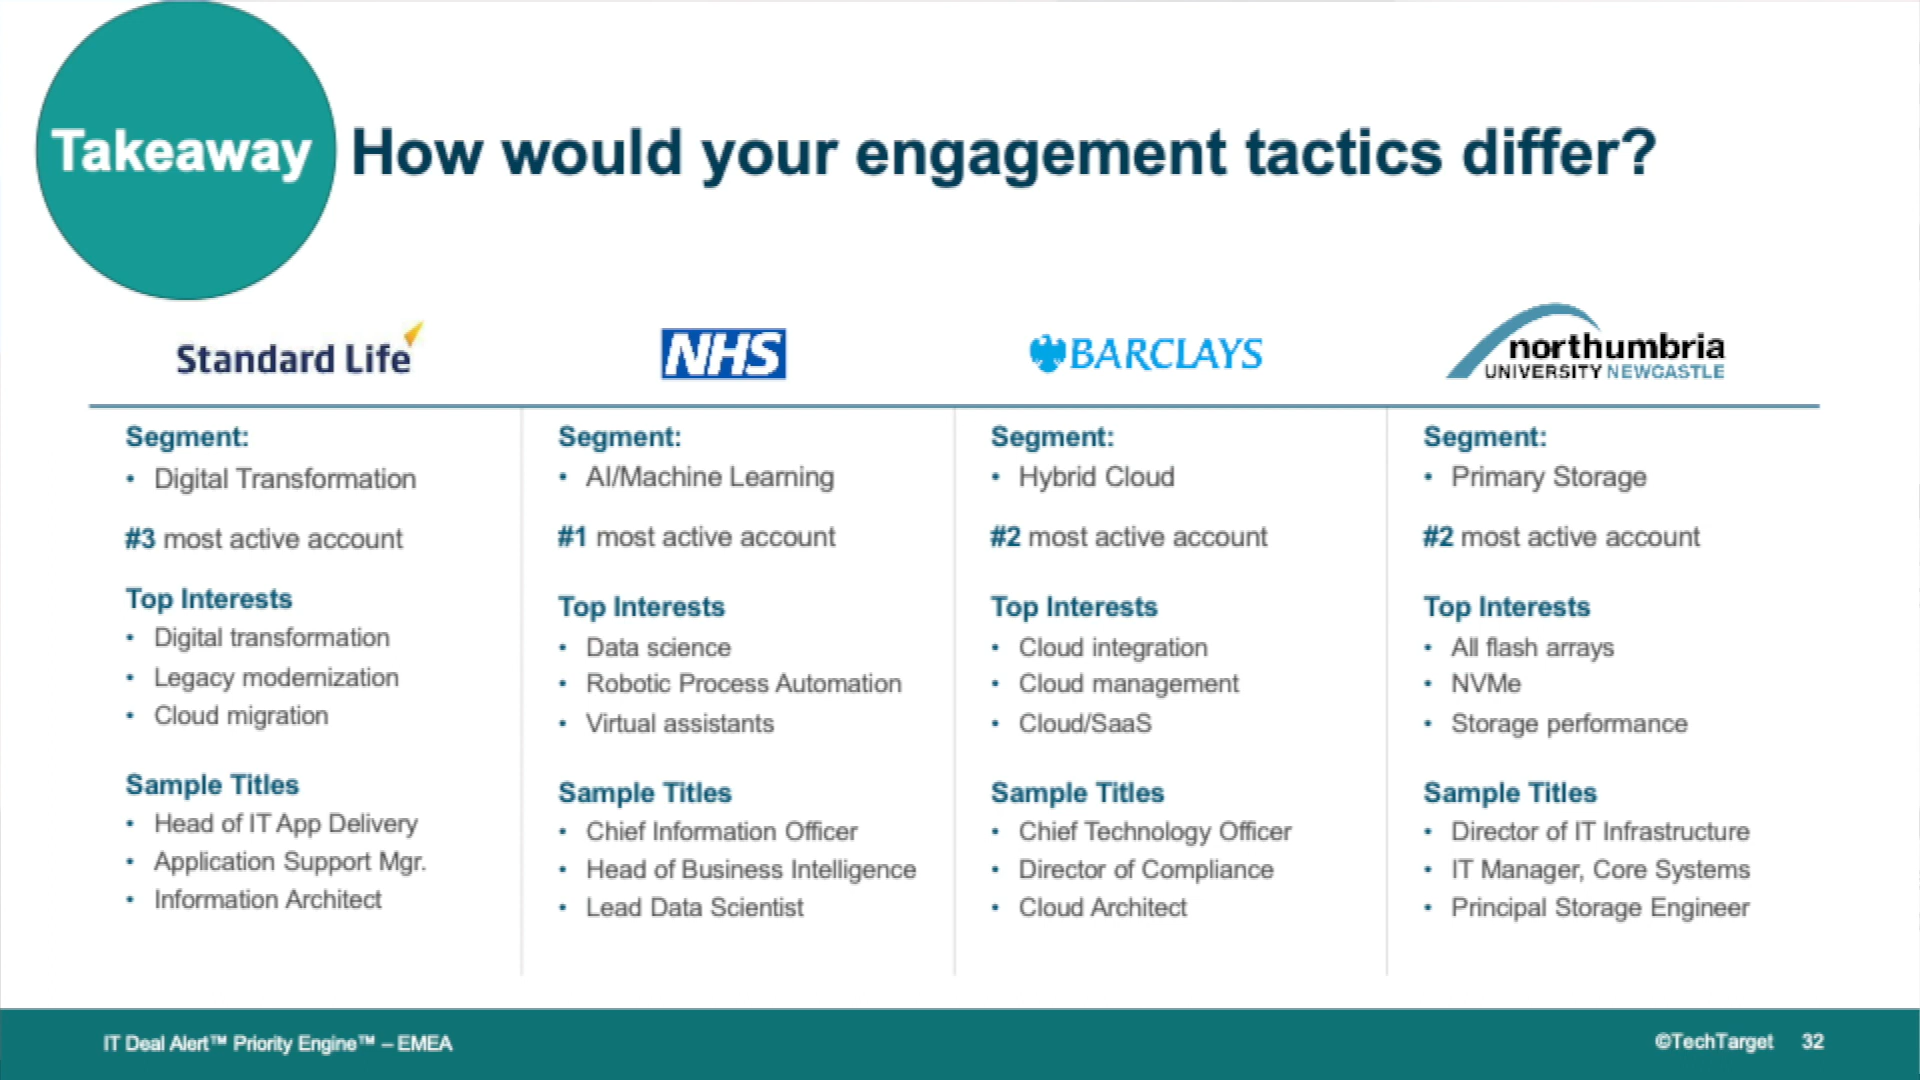 Takeaway
How would your engagement tactics differ?
Standard Life
NHS
BARCLAYS
northumbria
UNIVERSITY NEWCASTLE
Segment:
• Digital Transformation
#3 most active account
Top Interests
• Digital transformation
• Legacy modernization
• Cloud migration
Sample Titles
• Head of IT App Delivery
• Application Support Mgr.
• Information Architect
Segment:
• AI/Machine Learning
#1 most active account
Top Interests
• Data science
• Robotic Process Automation
• Virtual assistants
Sample Titles
• Chief Information Officer
• Head of Business Intelligence
• Lead Data Scientist
Segment:
• Hybrid Cloud
#2 most active account
Top Interests
• Cloud integration
• Cloud management
• Cloud/SaaS
Sample Titles
• Chief Technology Officer
• Director of Compliance
• Cloud Architect
Segment:
• Primary Storage
#2 most active account
Top Interests
• All flash arrays
• NVMe
• Storage performance
Sample Titles
• Director of IT Infrastructure
• IT Manager, Core Systems
• Principal Storage Engineer
IT Deal Alert™ Priority Engine™ – EMEA
©TechTarget 32